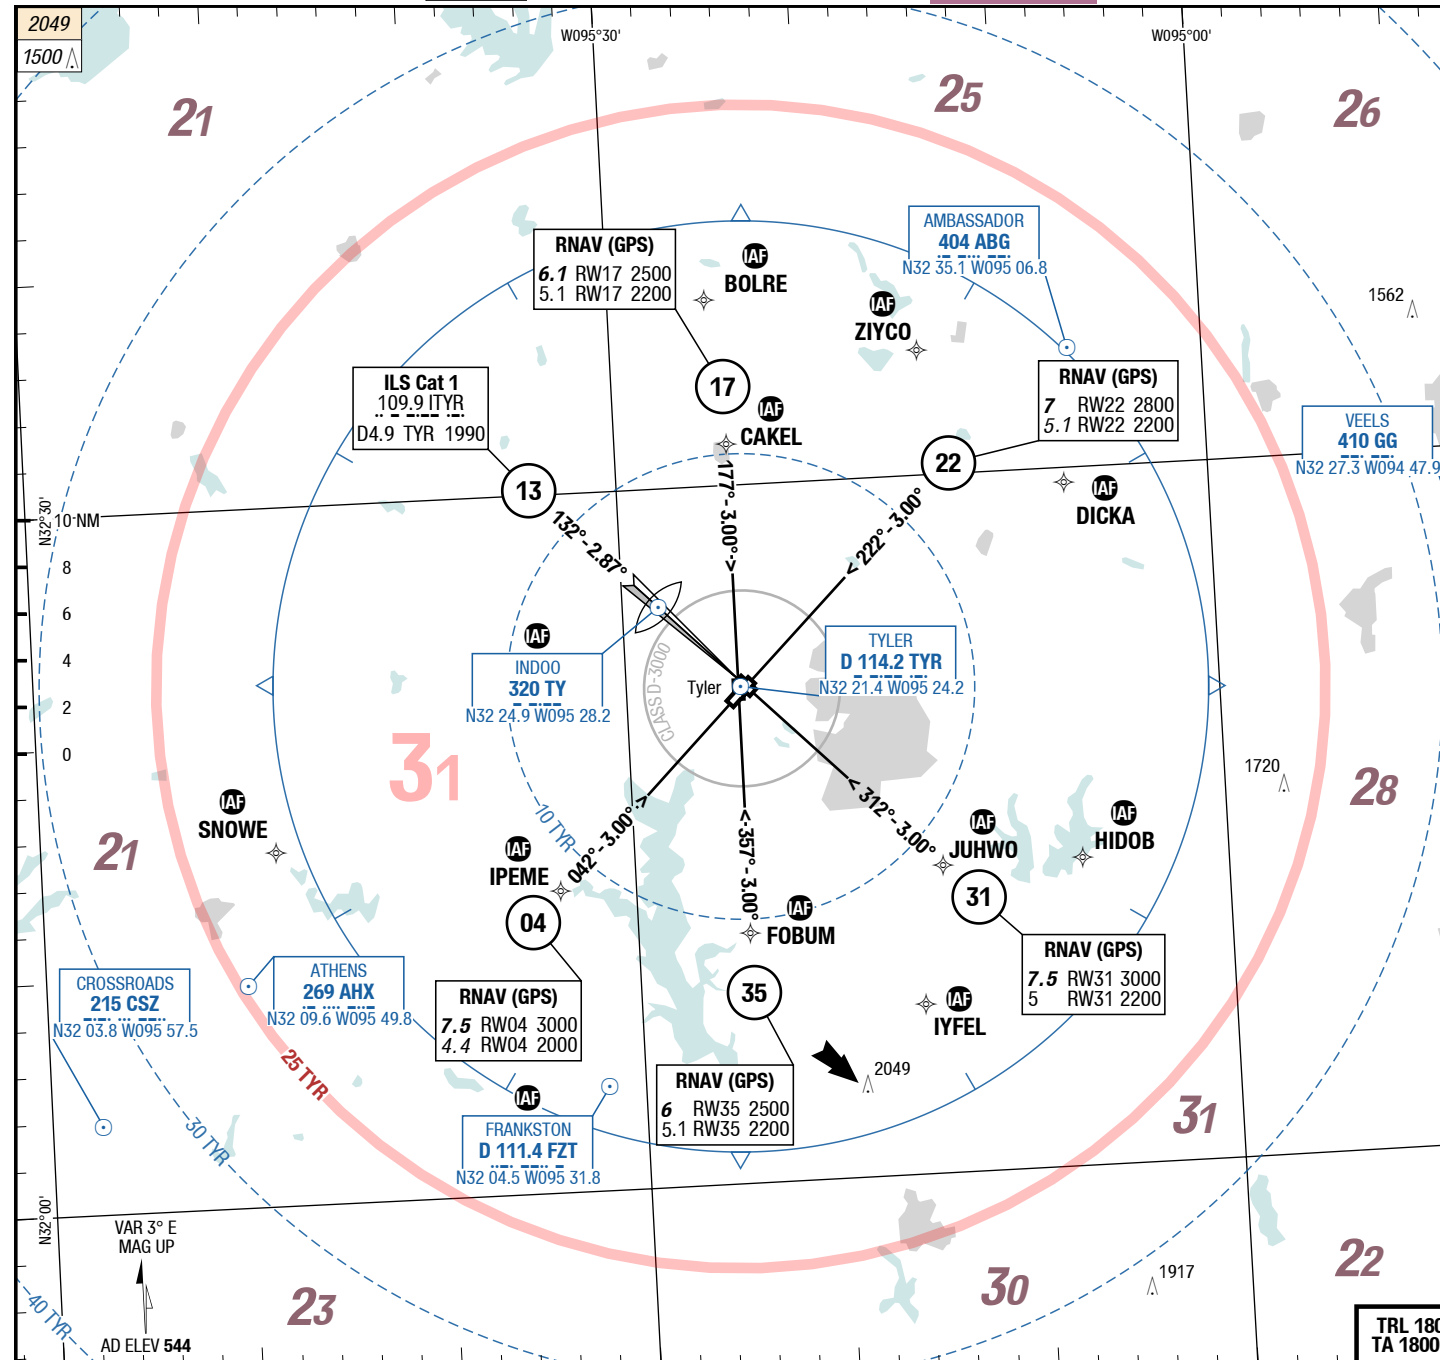 2049
1500
W095°30'
W095°00'
21
25
26
RNAV (GPS)
6.1 RW17 2500
5.1 RW17 2200
IAF
BOLRE
AMBASSADOR
404 ABG
N32 35.1 W095 06.8
IAF
ZIYCO
1562
ILS Cat 1
109.9 ITYR
D4.9 TYR 1990
17
IAF
CAKEL
RNAV (GPS)
7 RW22 2800
5.1 RW22 2200
VEELS
410 GG
N32 27.3 W094 47.9
13
22
IAF
DICKA
N32°30'
10 NM
8
6
4
2
0
132° - 2.87°
177° - 3.00° >
< 222° - 3.00°
IAF
INDOO
320 TY
N32 24.9 W095 28.2
CLASS D-3000
Tyler
TYLER
D 114.2 TYR
N32 21.4 W095 24.2
31
28
1720
21
IAF
SNOWE
10 TYR
042° - 3.00° >
< 357° - 3.00°
< 312° - 3.00°
IAF
IPEME
IAF
JUHWO
IAF
HIDOB
04
IAF
FOBUM
31
CROSSROADS
215 CSZ
N32 03.8 W095 57.5
ATHENS
269 AHX
N32 09.6 W095 49.8
RNAV (GPS)
7.5 RW04 3000
4.4 RW04 2000
35
IAF
IYFEL
RNAV (GPS)
7.5 RW31 3000
5 RW31 2200
25 TYR
RNAV (GPS)
6 RW35 2500
5.1 RW35 2200
2049
IAF
FRANKSTON
D 111.4 FZT
N32 04.5 W095 31.8
30 TYR
31
N32°00'
VAR 3° E
MAG UP
AD ELEV 544
40 TYR
23
30
1917
22
TRL 180
TA 1800